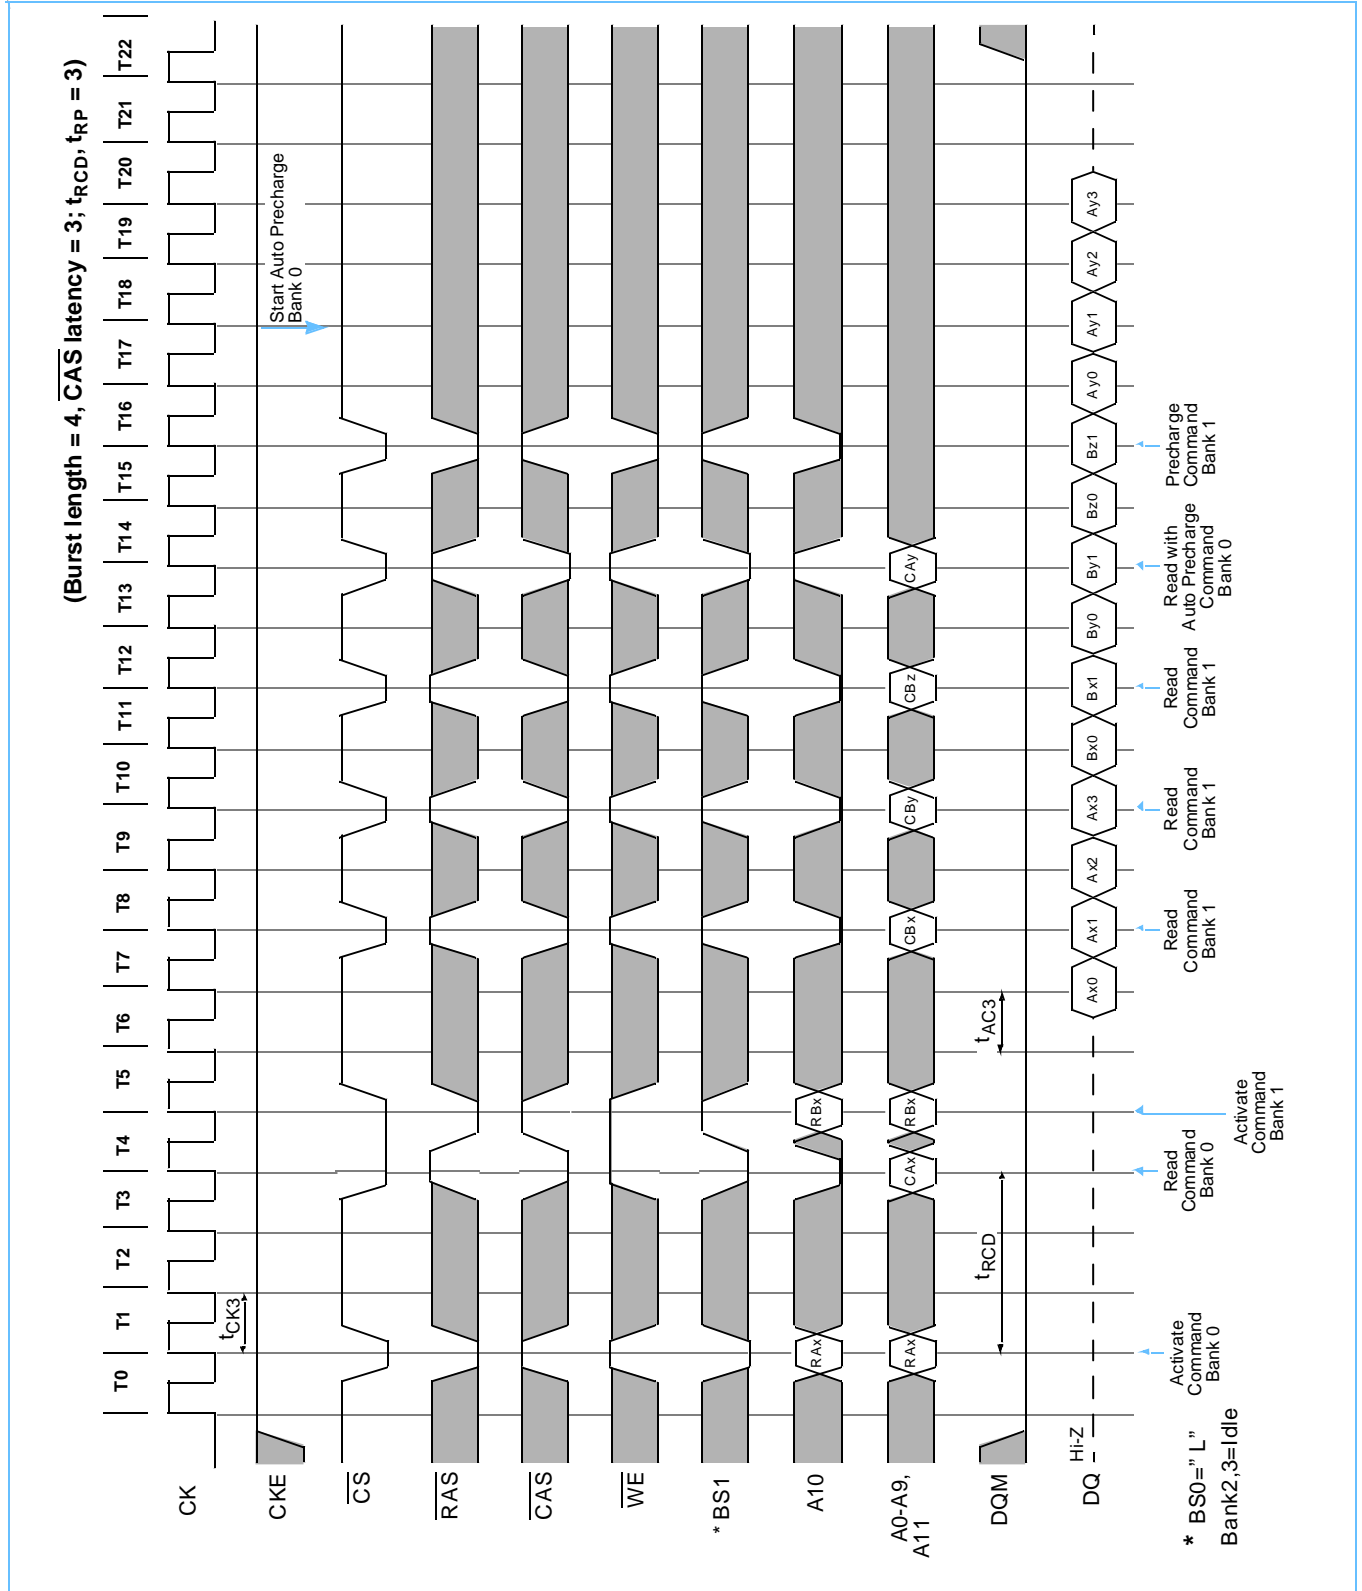 (Burst length = 4, CAS latency = 3; tRCD, tRP = 3)
T0 T1 T2 T3 T4 T5 T6 T7 T8 T9 T10 T11 T12 T13 T14 T15 T16 T17 T18 T19 T20 T21 T22
CK
tCK3
CKE
Start Auto Precharge
Bank 0
CS
RAS
CAS
WE
* BS1
A10
RAx RBx
A0-A9,
A11
RAx CAx RBx CBx CBy CBz CAy
DQM
tRCD
tAC3
DQ
Hi-Z
Ax0 Ax1 Ax2 Ax3 Bx0 Bx1 By0 By1 Bz0 Bz1 Ay0 Ay1 Ay2 Ay3
Activate
Command
Bank 0
Read
Command
Bank 0
Activate
Command
Bank 1
Read
Command
Bank 1
Read
Command
Bank 1
Read
Command
Bank 1
Read with
Auto Precharge
Command
Bank 0
Precharge
Command
Bank 1
* BS0=”L”
Bank2,3=Idle